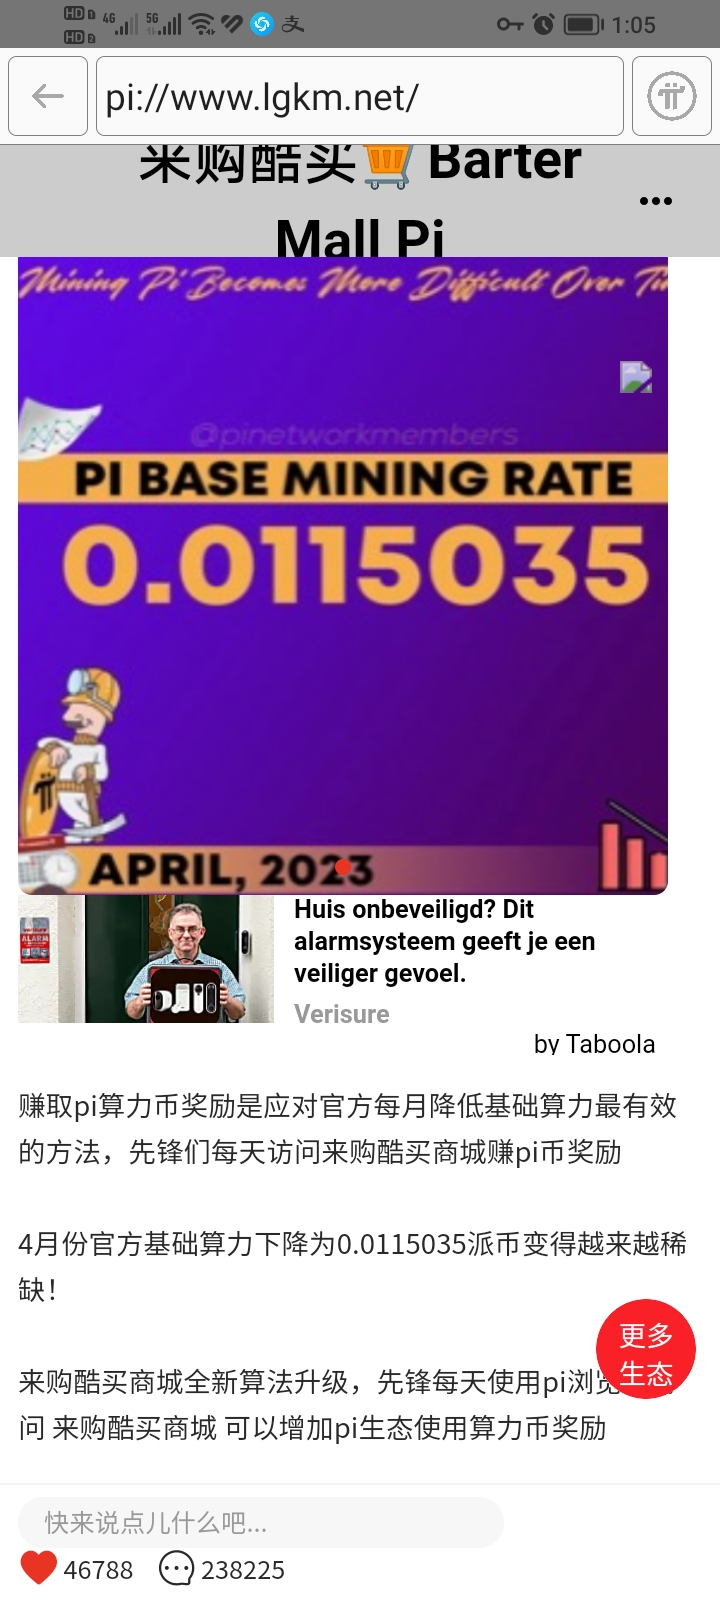 HD 1 4G 5G 支 1:05
HD 2
pi://www.lgkm.net/
来购酷买🛒 Barter
Mall Pi
Mining Pi Becomes More Difficult Over
@pinetworkmembers
PI BASE MINING RATE
0.0115035
APRIL, 2023
ALARM
Huis onbeveiligd? Dit
alarmsysteem geeft je een
veiliger gevoel.
Verisure
by Taboola
赚取pi算力币奖励是应对官方每月降低基础算力最有效
的方法，先锋们每天访问来购酷买商城赚pi币奖励
4月份官方基础算力下降为0.0115035派币变得越来越稀
缺！
更多
生态
来购酷买商城全新算法升级，先锋每天使用pi浏览
问 来购酷买商城 可以增加pi生态使用算力币奖励
快来说点儿什么吧...
46788 238225